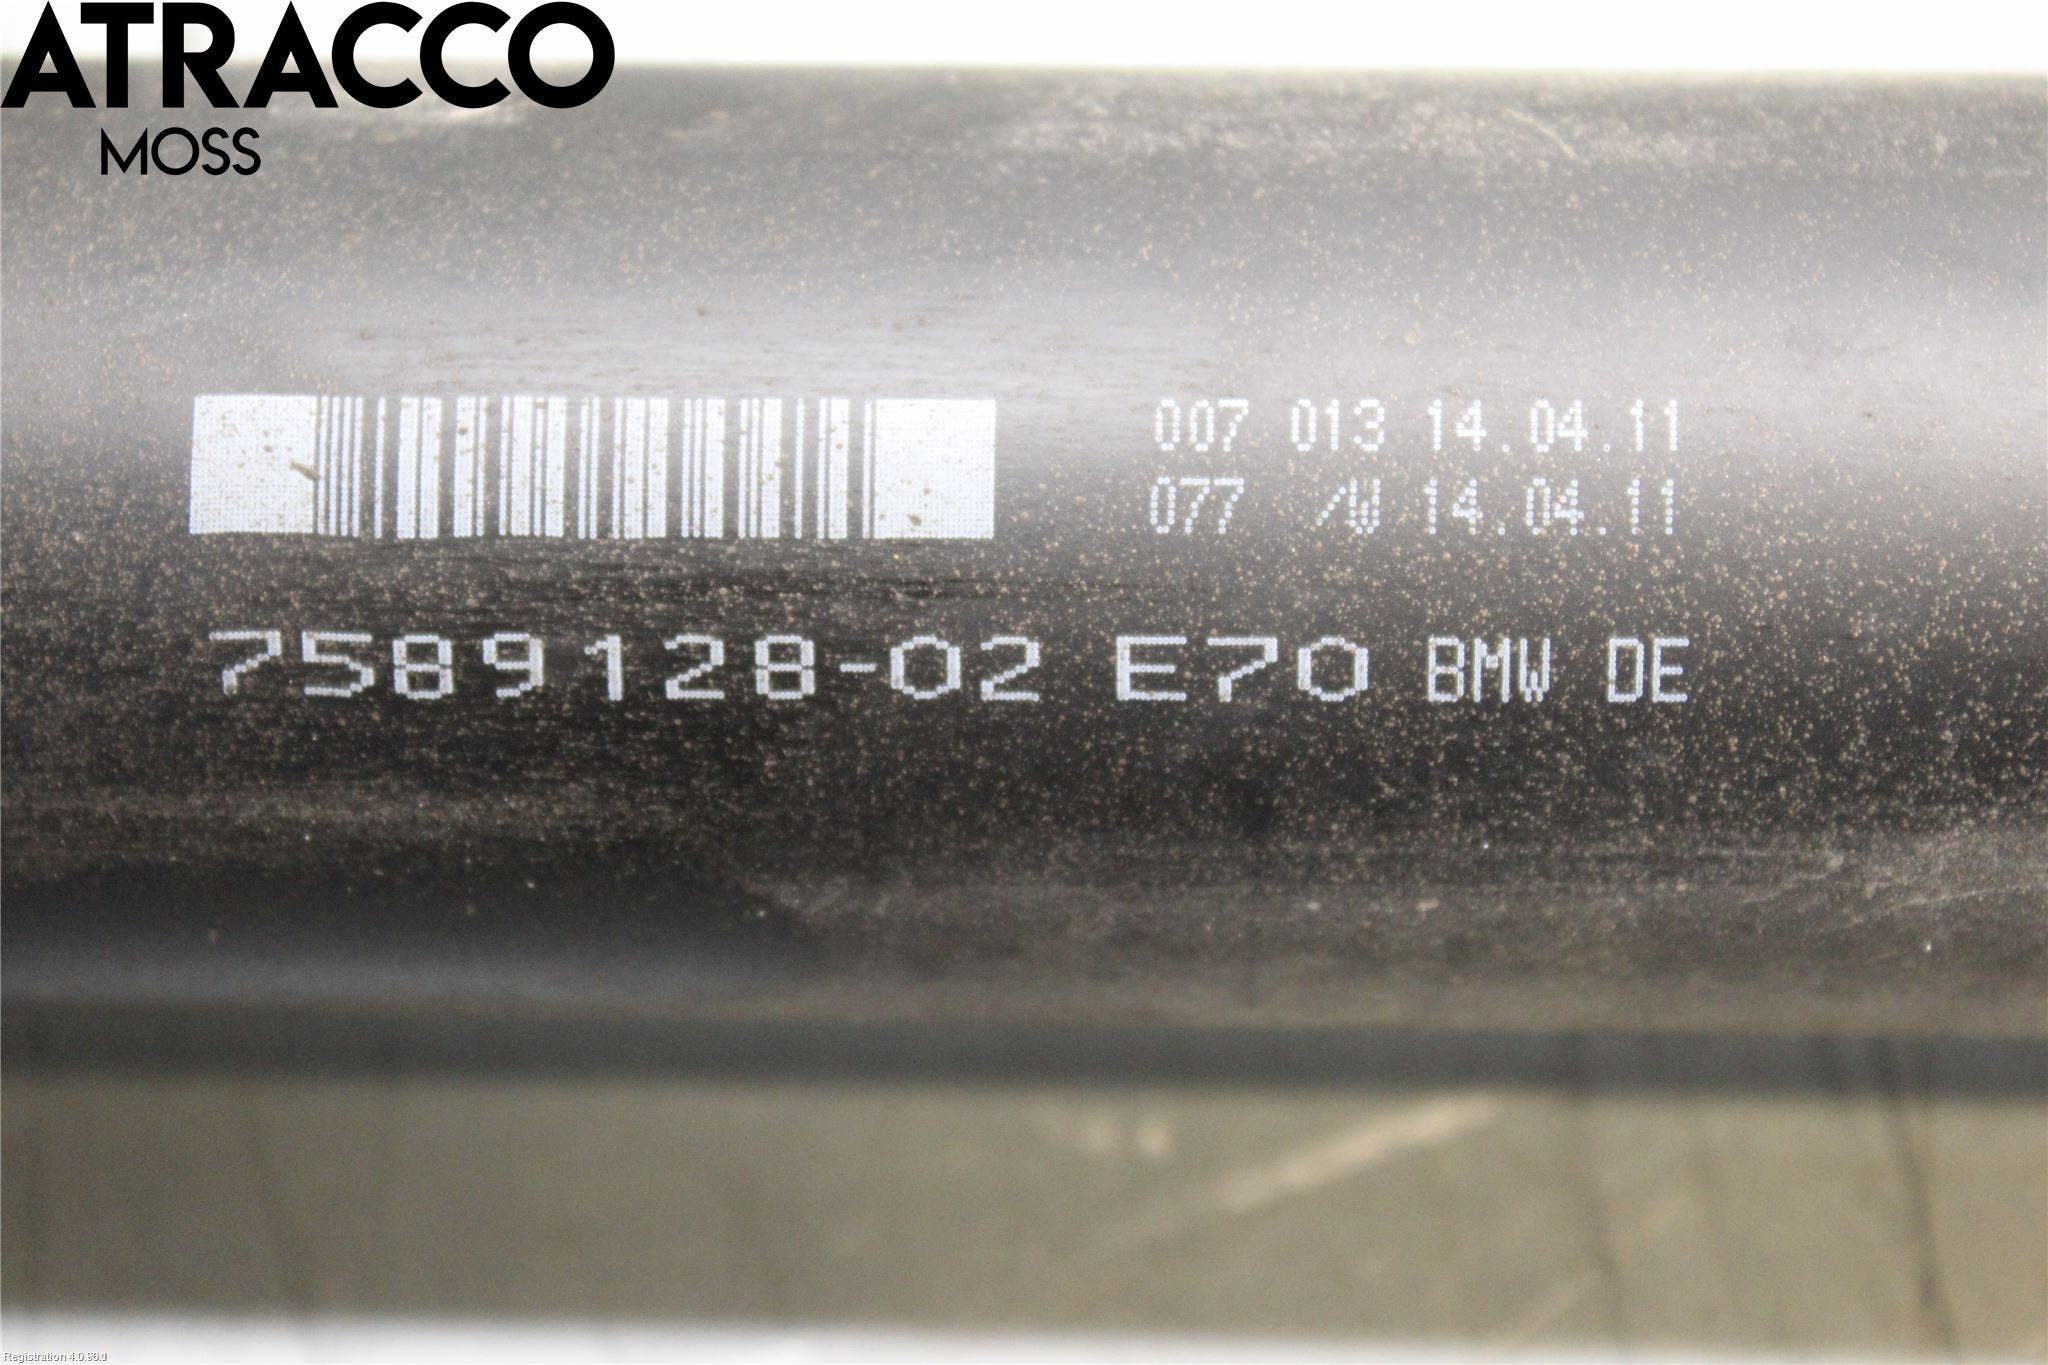 ATRACCO
MOSS
007 013 14.04.11
077 /W 14.04.11
7589128-02 E70 BMW DE